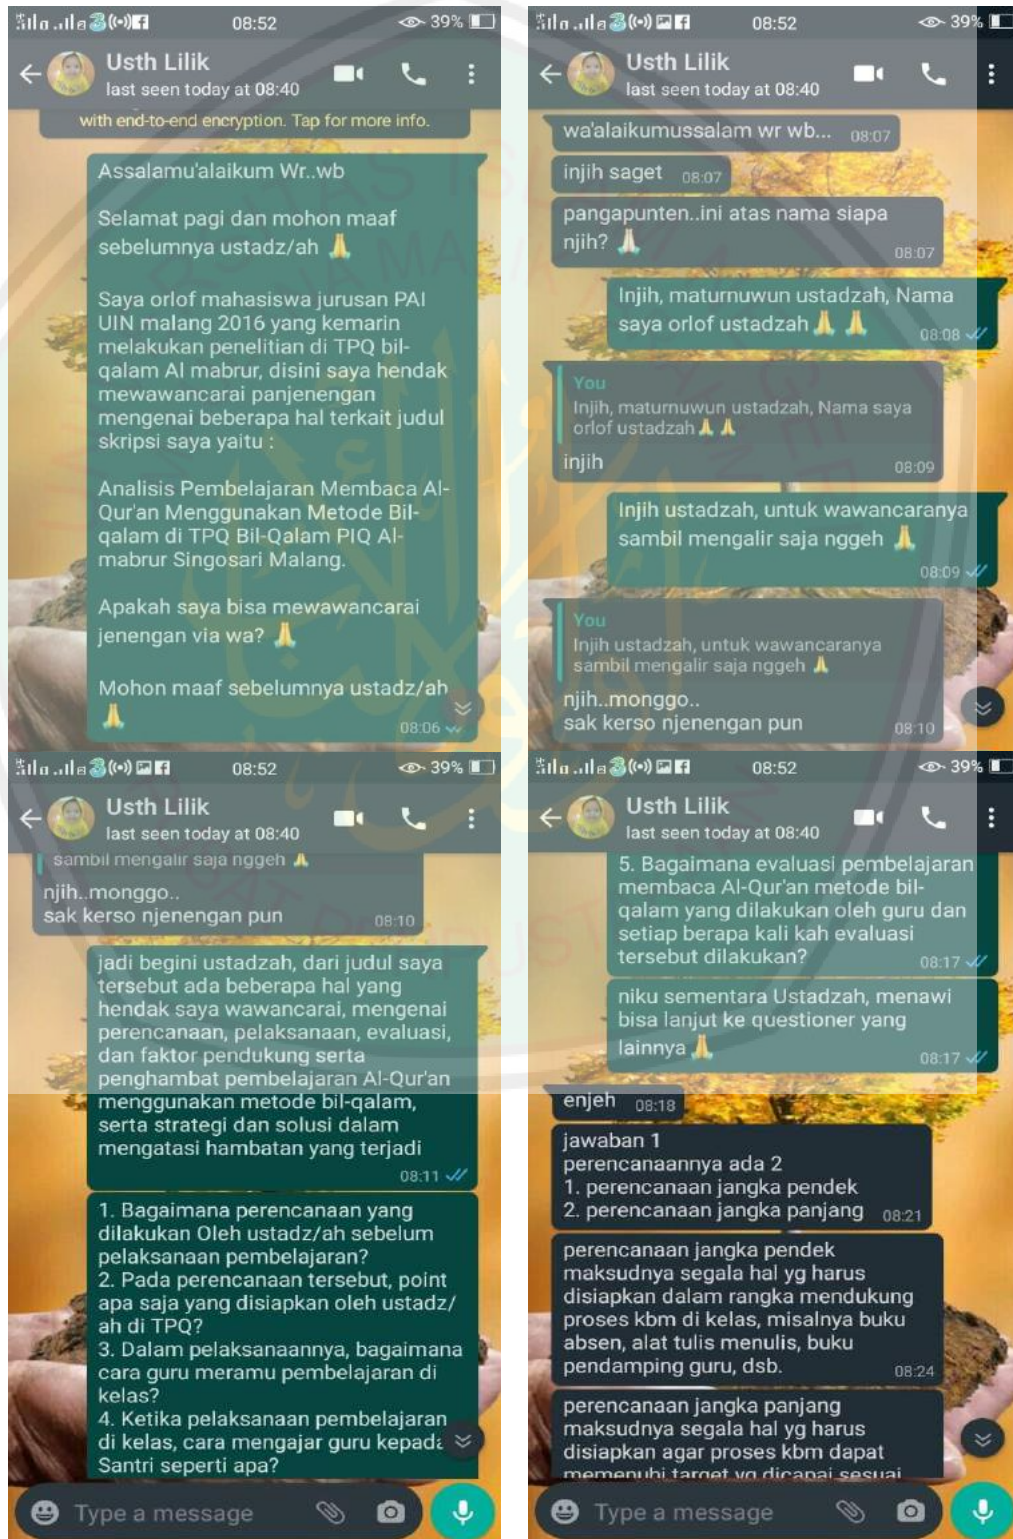 08:52
39%
Usth Lilik
last seen today at 08:40
with end-to-end encryption. Tap for more info.
Assalamu'alaikum Wr..wb
Selamat pagi dan mohon maaf
sebelumnya ustadz/ah 🙏
Saya orlof mahasiswa jurusan PAI
UIN malang 2016 yang kemarin
melakukan penelitian di TPQ bil-
qalam Al mabrur, disini saya hendak
mewawancarai panjenengan
mengenai beberapa hal terkait judul
skripsi saya yaitu :
Analisis Pembelajaran Membaca Al-
Qur'an Menggunakan Metode Bil-
qalam di TPQ Bil-Qalam PIQ Al-
mabrur Singosari Malang.
Apakah saya bisa mewawancarai
jenengan via wa? 🙏
Mohon maaf sebelumnya ustadz/ah
🙏
08:06
08:52
39%
Usth Lilik
last seen today at 08:40
wa'alaikumussalam wr wb... 08:07
injih saget 08:07
pangapunten..ini atas nama siapa
njih? 🙏 08:07
Injih, maturnuwun ustadzah, Nama
saya orlof ustadzah 🙏 🙏 08:08
You
Injih, maturnuwun ustadzah, Nama saya
orlof ustadzah 🙏 🙏
injih 08:09
Injih ustadzah, untuk wawancaranya
sambil mengalir saja nggeh 🙏
08:09
You
Injih ustadzah, untuk wawancaranya
sambil mengalir saja nggeh 🙏
njih..monggo..
sak kerso njenengan pun 08:10
08:52
39%
Usth Lilik
last seen today at 08:40
sambil mengalir saja nggeh 🙏
njih..monggo..
sak kerso njenengan pun 08:10
jadi begini ustadzah, dari judul saya
tersebut ada beberapa hal yang
hendak saya wawancarai, mengenai
perencanaan, pelaksanaan, evaluasi,
dan faktor pendukung serta
penghambat pembelajaran Al-Qur'an
menggunakan metode bil-qalam,
serta strategi dan solusi dalam
mengatasi hambatan yang terjadi
08:11
1. Bagaimana perencanaan yang
dilakukan Oleh ustadz/ah sebelum
pelaksanaan pembelajaran?
2. Pada perencanaan tersebut, point
apa saja yang disiapkan oleh ustadz/
ah di TPQ?
3. Dalam pelaksanaannya, bagaimana
cara guru meramu pembelajaran di
kelas?
4. Ketika pelaksanaan pembelajaran
di kelas, cara mengajar guru kepada
Santri seperti apa?
Type a message
08:52
39%
Usth Lilik
last seen today at 08:40
5. Bagaimana evaluasi pembelajaran
membaca Al-Qur'an metode bil-
qalam yang dilakukan oleh guru dan
setiap berapa kali kah evaluasi
tersebut dilakukan? 08:17
niku sementara Ustadzah, menawi
bisa lanjut ke questioner yang
lainnya 🙏 08:17
enjeh 08:18
jawaban 1
perencanaannya ada 2
1. perencanaan jangka pendek
2. perencanaan jangka panjang 08:21
perencanaan jangka pendek
maksudnya segala hal yg harus
disiapkan dalam rangka mendukung
proses kbm di kelas, misalnya buku
absen, alat tulis menulis, buku
pendamping guru, dsb. 08:24
perencanaan jangka panjang
maksudnya segala hal yg harus
disiapkan agar proses kbm dapat
memenuhi target yg dicapai sesuai
Type a message